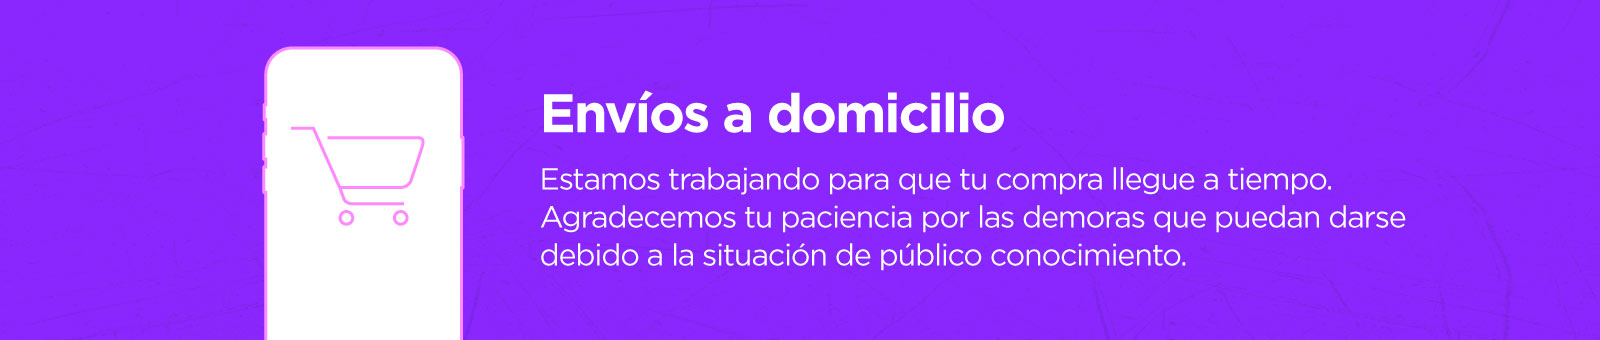 Envíos a domicilio
Estamos trabajando para que tu compra llegue a tiempo.
Agradecemos tu paciencia por las demoras que puedan darse
debido a la situación de público conocimiento.